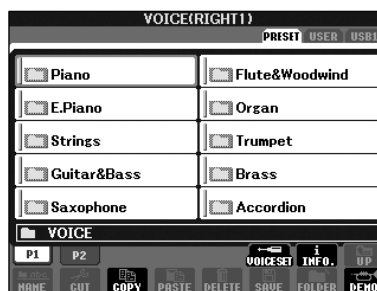 VOICE(RIGHT1)
PRESET USER USB1
Piano
Flute&Woodwind
E.Piano
Organ
Strings
Trumpet
Guitar&Bass
Brass
Saxophone
Accordion
VOICE
P1 P2
VOICESET INFO. UP
NAME CUT COPY PASTE DELETE SAVE FOLDER DEMO